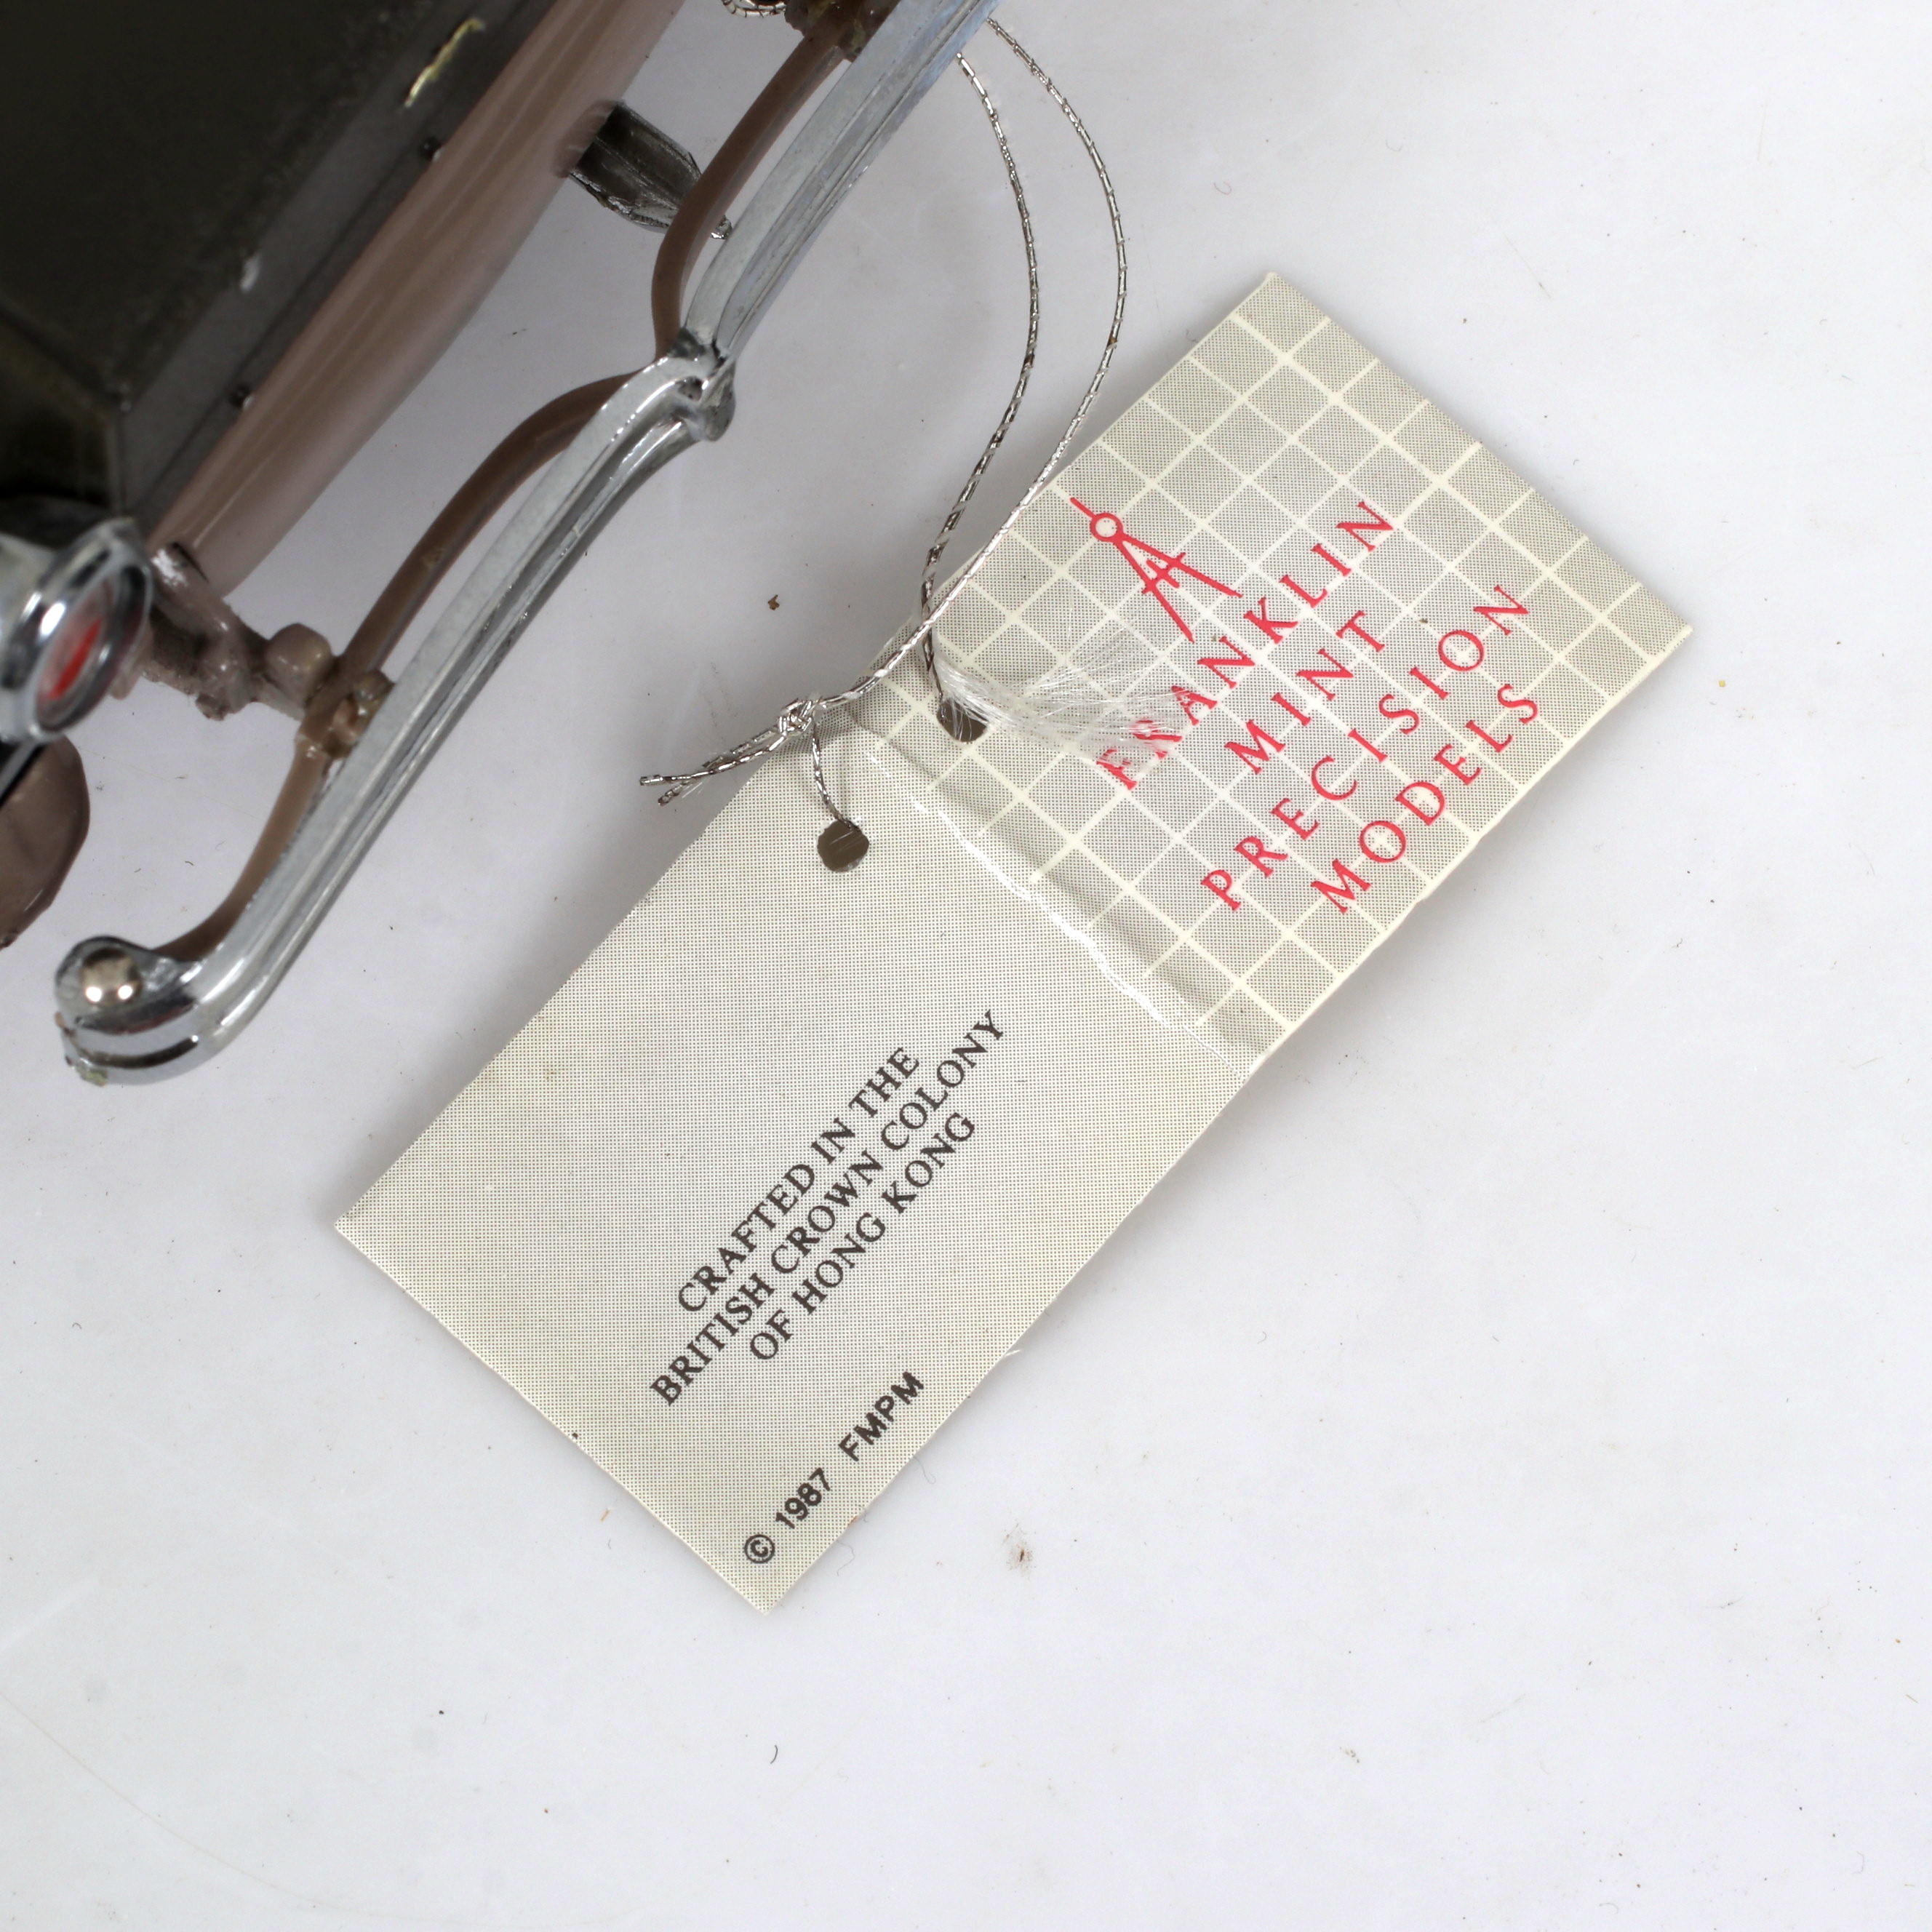 FRANKLIN
MINT
PRECISION
MODELS
CRAFTED IN THE
BRITISH CROWN COLONY
OF HONG KONG
© 1987 FMPM